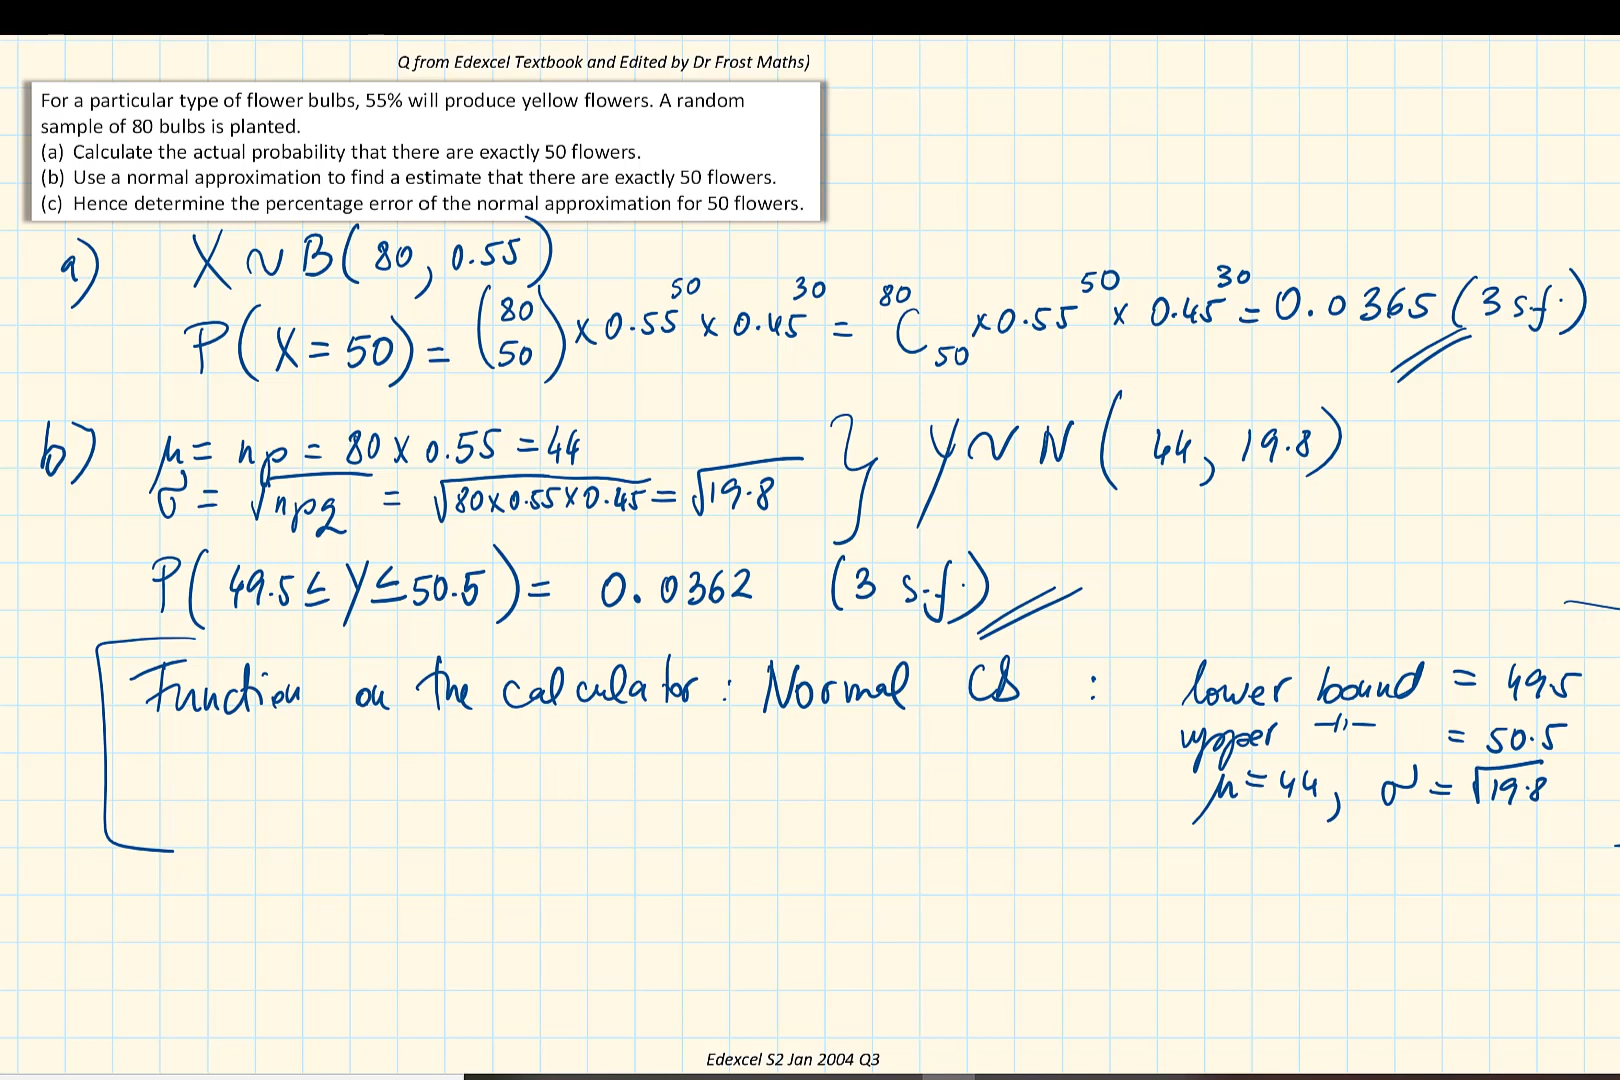 Q from Edexcel Textbook and Edited by Dr Frost Maths)
For a particular type of flower bulbs, 55% will produce yellow flowers. A random
sample of 80 bulbs is planted.
(a) Calculate the actual probability that there are exactly 50 flowers.
(b) Use a normal approximation to find a estimate that there are exactly 50 flowers.
(c) Hence determine the percentage error of the normal approximation for 50 flowers.
a) X ~ B(80, 0.55)
P(X=50) = (80 50) × 0.55^50 × 0.45^30 = ⁸⁰C₅₀ × 0.55^50 × 0.45^30 = 0.0365 (3 sf.)
b) μ = np = 80 × 0.55 = 44 } Y ~ N(44, 19.8)
σ = √npq = √80×0.55×0.45 = √19.8
P(49.5 ≤ Y ≤ 50.5) = 0.0362 (3 s.f.)
Function on the calculator: Normal CD : lower bound = 49.5
upper -"- = 50.5
μ = 44, σ = √19.8
Edexcel S2 Jan 2004 Q3